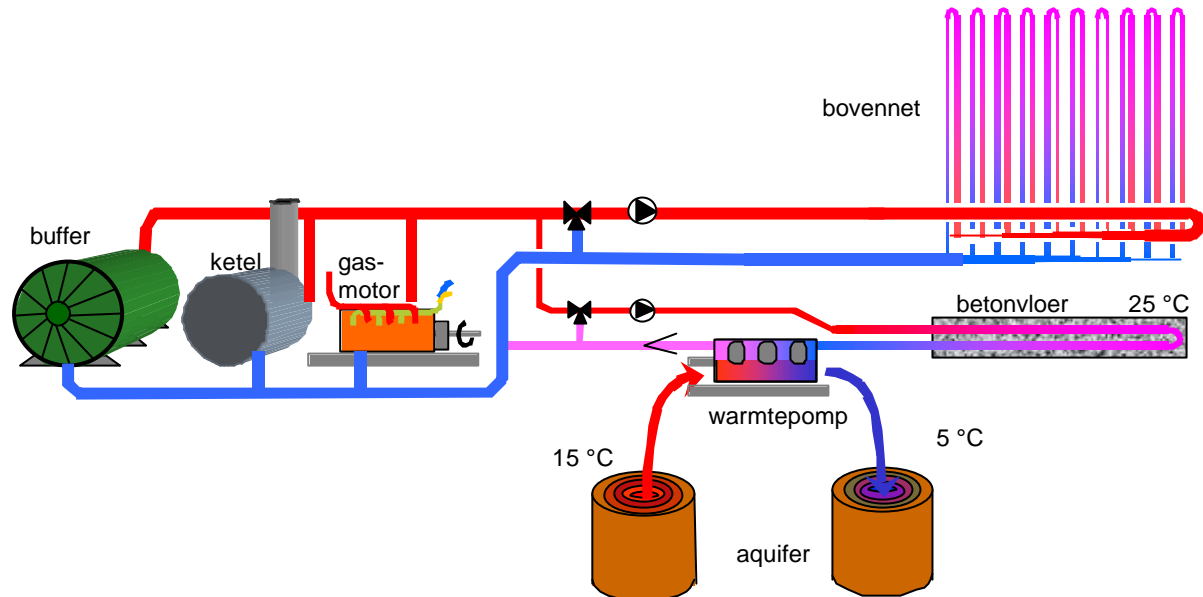 bovennet
buffer
ketel
gas-
motor
betonvloer
25 °C
warmtepomp
15 °C
5 °C
aquifer